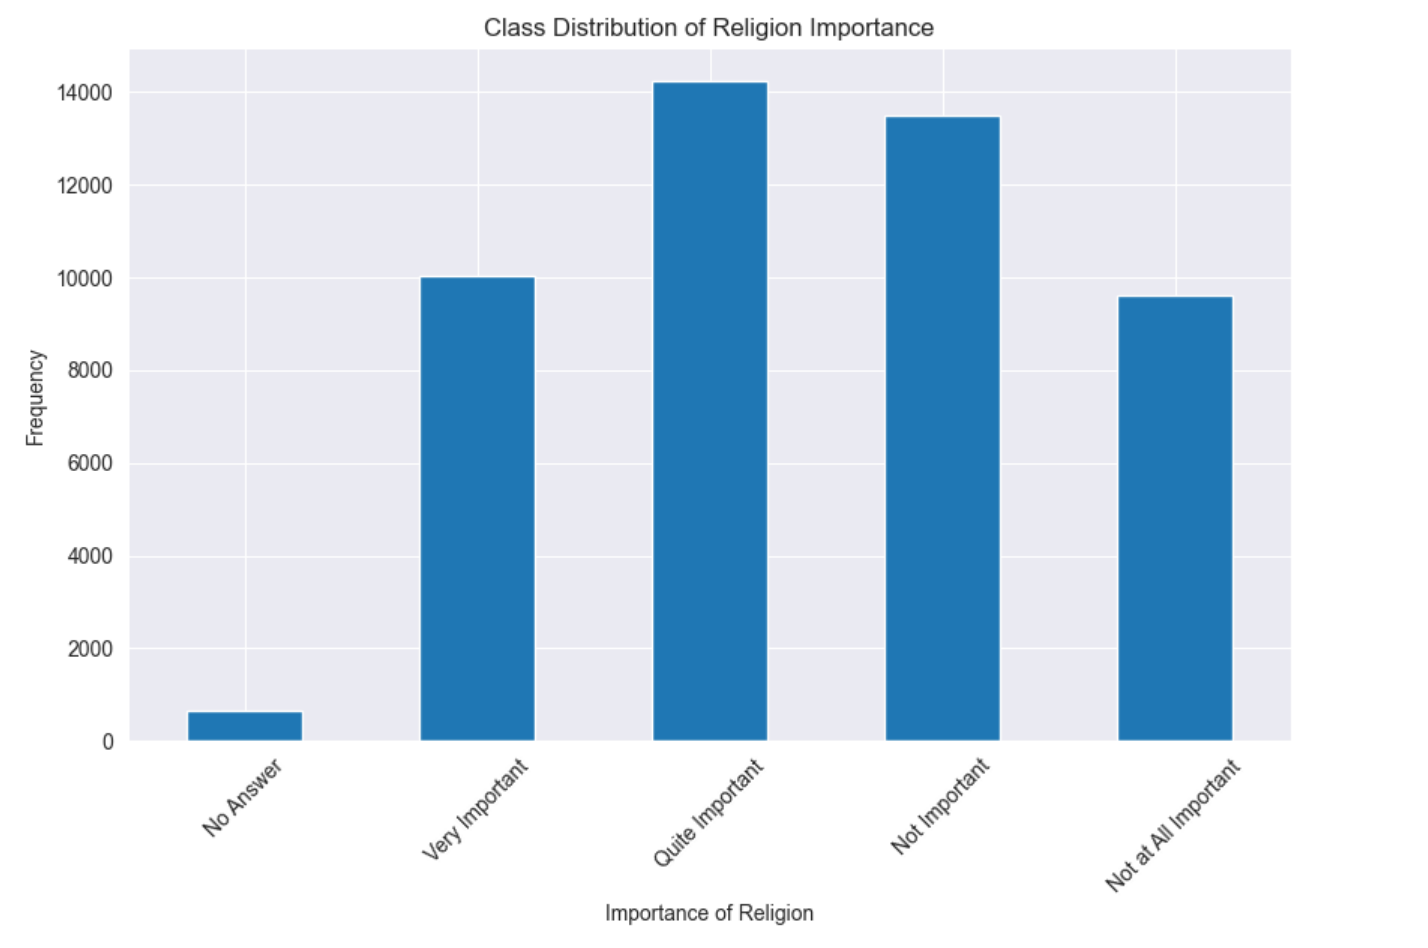 Class Distribution of Religion Importance
14000
12000
10000
8000
6000
4000
2000
0
Frequency
No Answer
Very Important
Quite Important
Not Important
Not at All Important
Importance of Religion